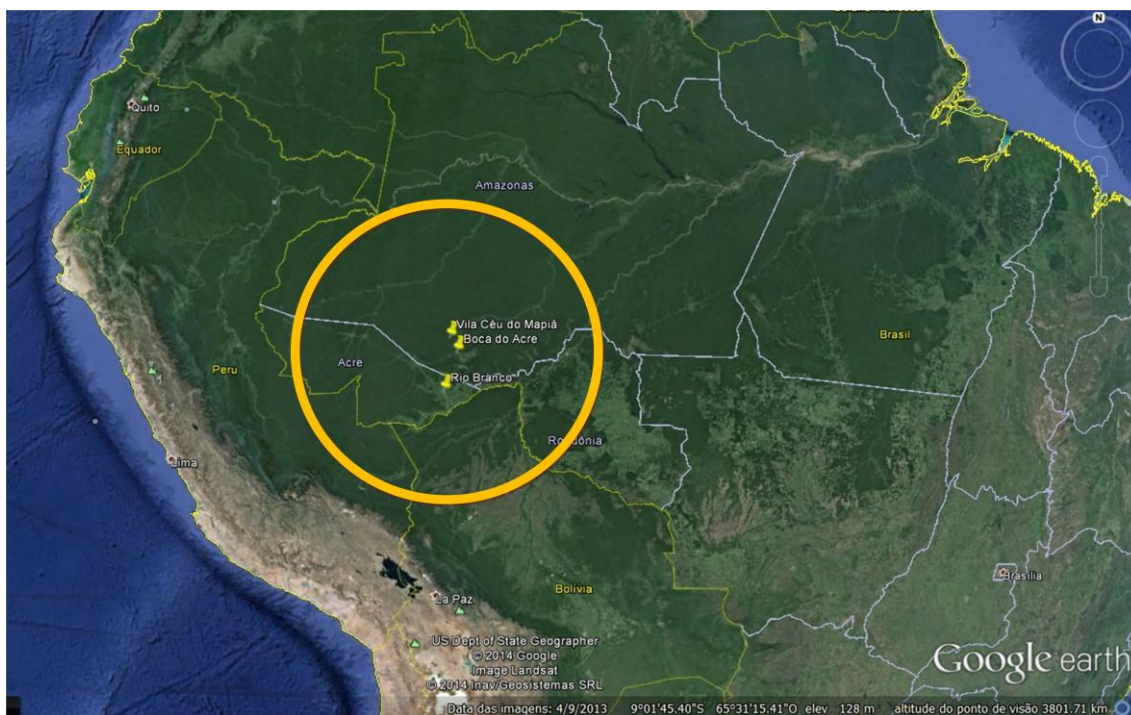 N
Quito
Equador
Amazonas
Vila Céu do Mapiá
Boca do Acre
Brasil
Acre
Peru
Rio Branco
Rondônia
Lima
Brasília
La Paz
Bolívia
US Dept of State Geographer
© 2014 Google
Image Landsat
© 2014 Inav/Geosistemas SRL
Google earth
Data das imagens: 4/9/2013 9°01'45.40"S 65°31'15.41"O elev 128 m altitude do ponto de visão 3801.71 km